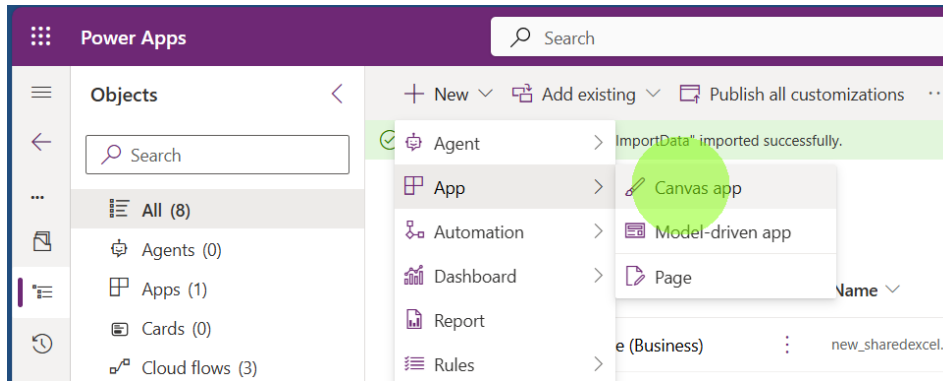 Power Apps
Search
Objects
New
Add existing
Publish all customizations
Search
ImportData" imported successfully.
All (8)
Agents (0)
Apps (1)
Cards (0)
Cloud flows (3)
Agent
App
Automation
Dashboard
Report
Rules
Canvas app
Model-driven app
Page
Name
e (Business)
new_sharedexcel.